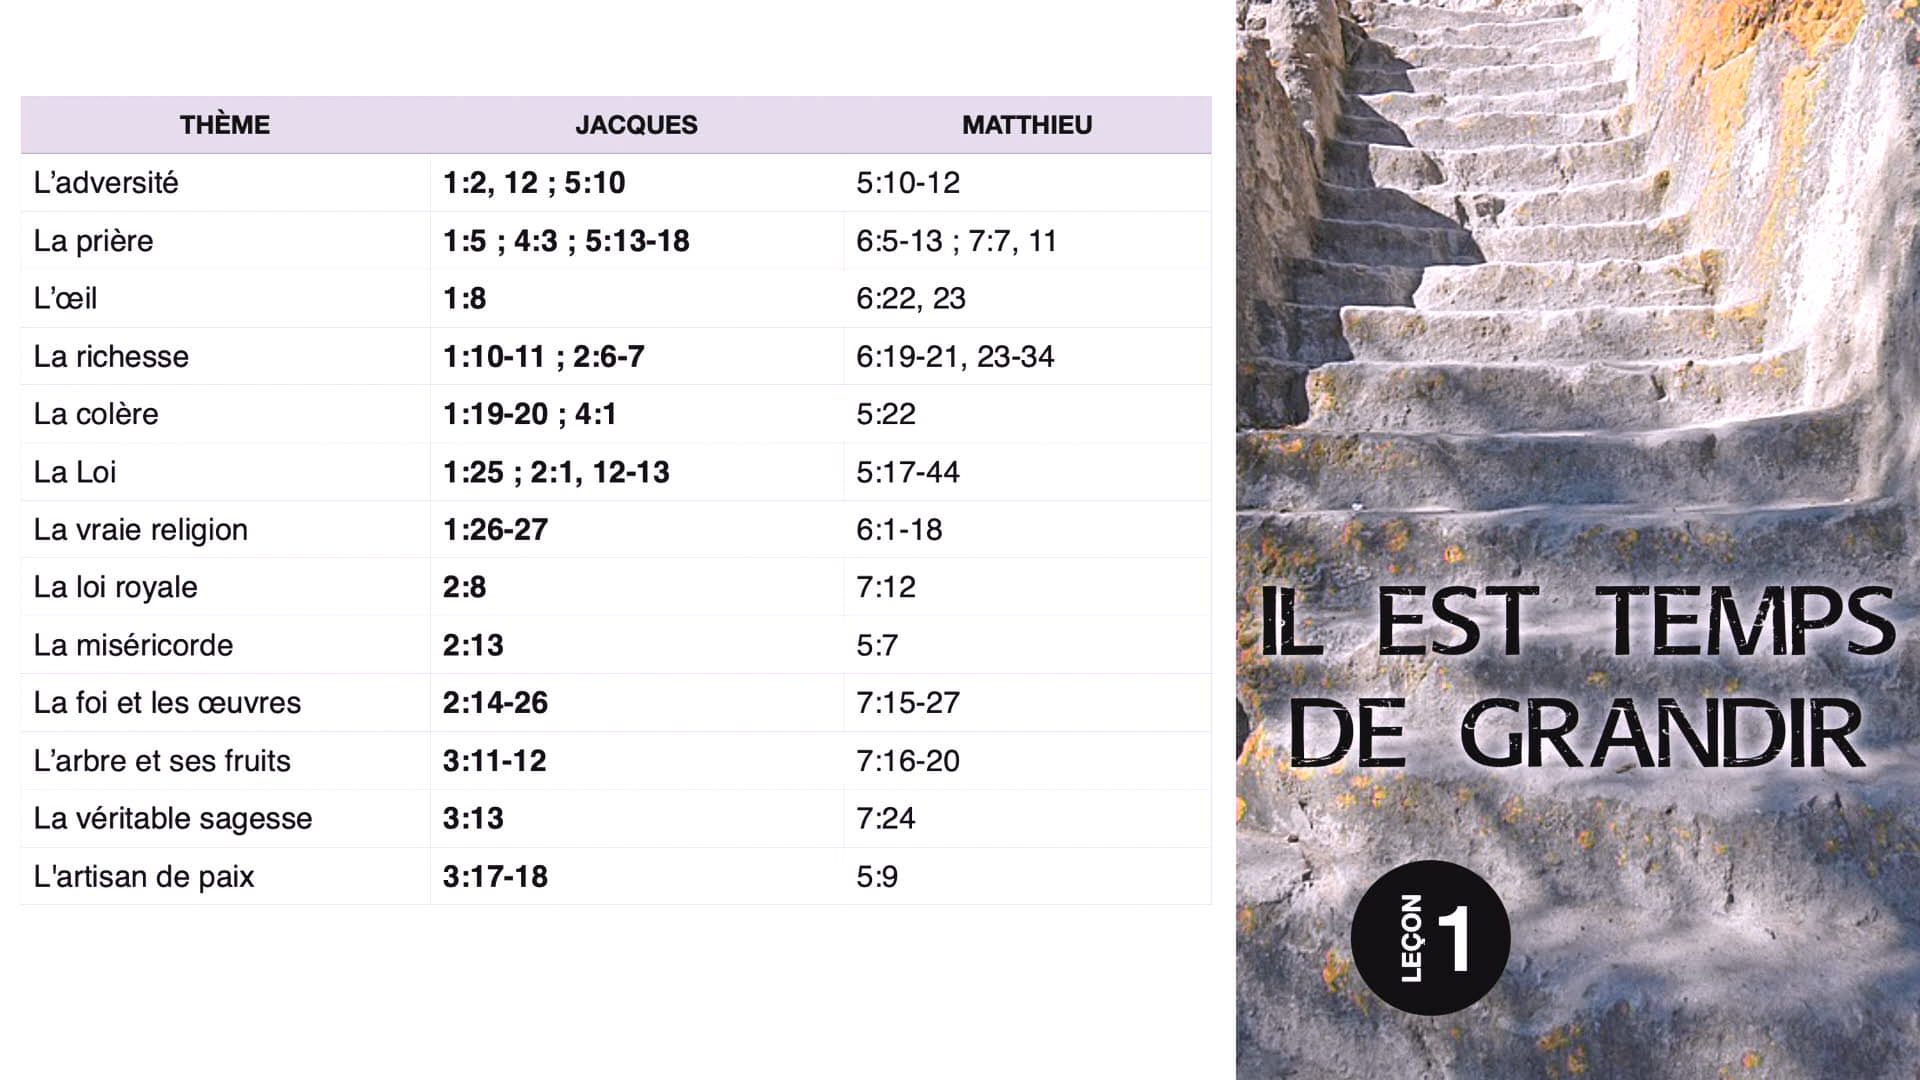 THÈME JACQUES MATTHIEU
L’adversité 1:2, 12 ; 5:10 5:10-12
La prière 1:5 ; 4:3 ; 5:13-18 6:5-13 ; 7:7, 11
L’œil 1:8 6:22, 23
La richesse 1:10-11 ; 2:6-7 6:19-21, 23-34
La colère 1:19-20 ; 4:1 5:22
La Loi 1:25 ; 2:1, 12-13 5:17-44
La vraie religion 1:26-27 6:1-18
La loi royale 2:8 7:12
La miséricorde 2:13 5:7
La foi et les œuvres 2:14-26 7:15-27
L’arbre et ses fruits 3:11-12 7:16-20
La véritable sagesse 3:13 7:24
L'artisan de paix 3:17-18 5:9
IL EST TEMPS
DE GRANDIR
LEÇON 1